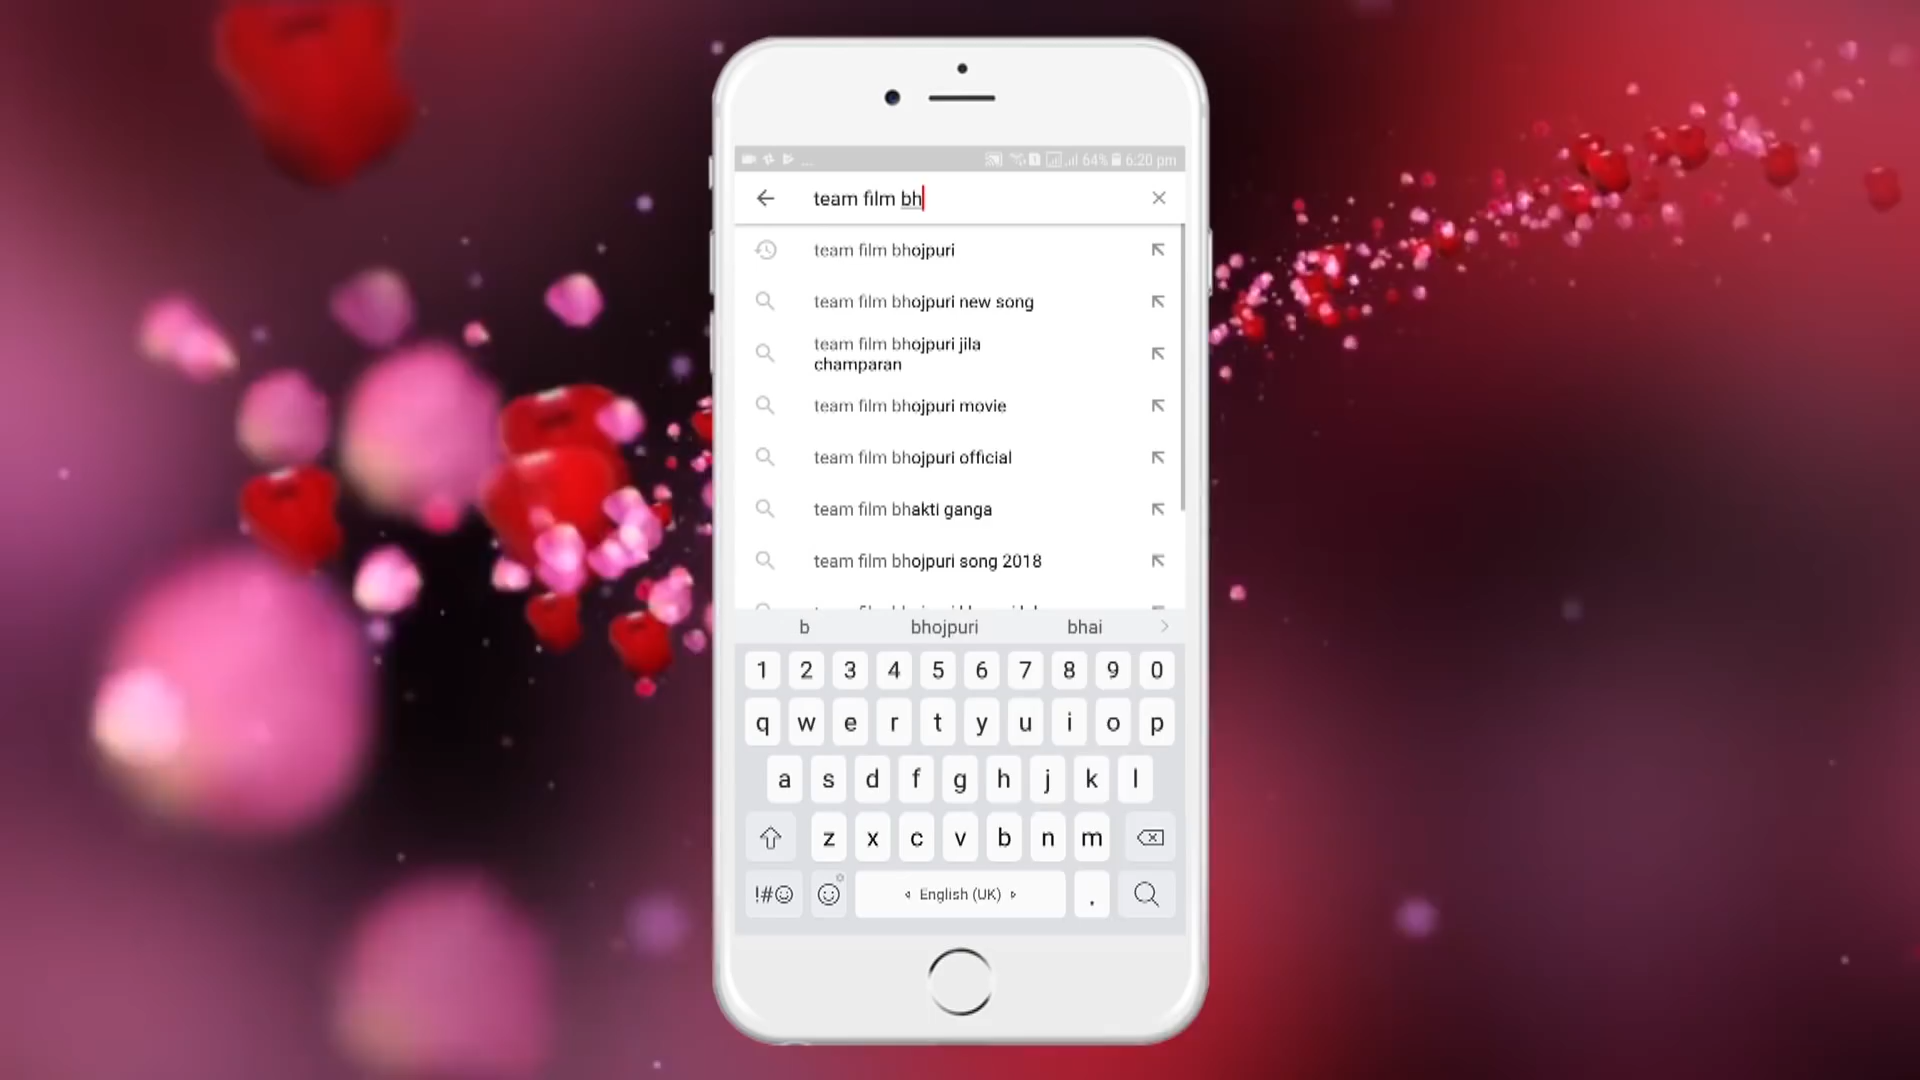 ... 64% 6:20 pm
team film bh
team film bhojpuri
team film bhojpuri new song
team film bhojpuri jila
champaran
team film bhojpuri movie
team film bhojpuri official
team film bhakti ganga
team film bhojpuri song 2018
b bhojpuri bhai
1 2 3 4 5 6 7 8 9 0
q w e r t y u i o p
a s d f g h j k l
z x c v b n m
!#☺ English (UK) .